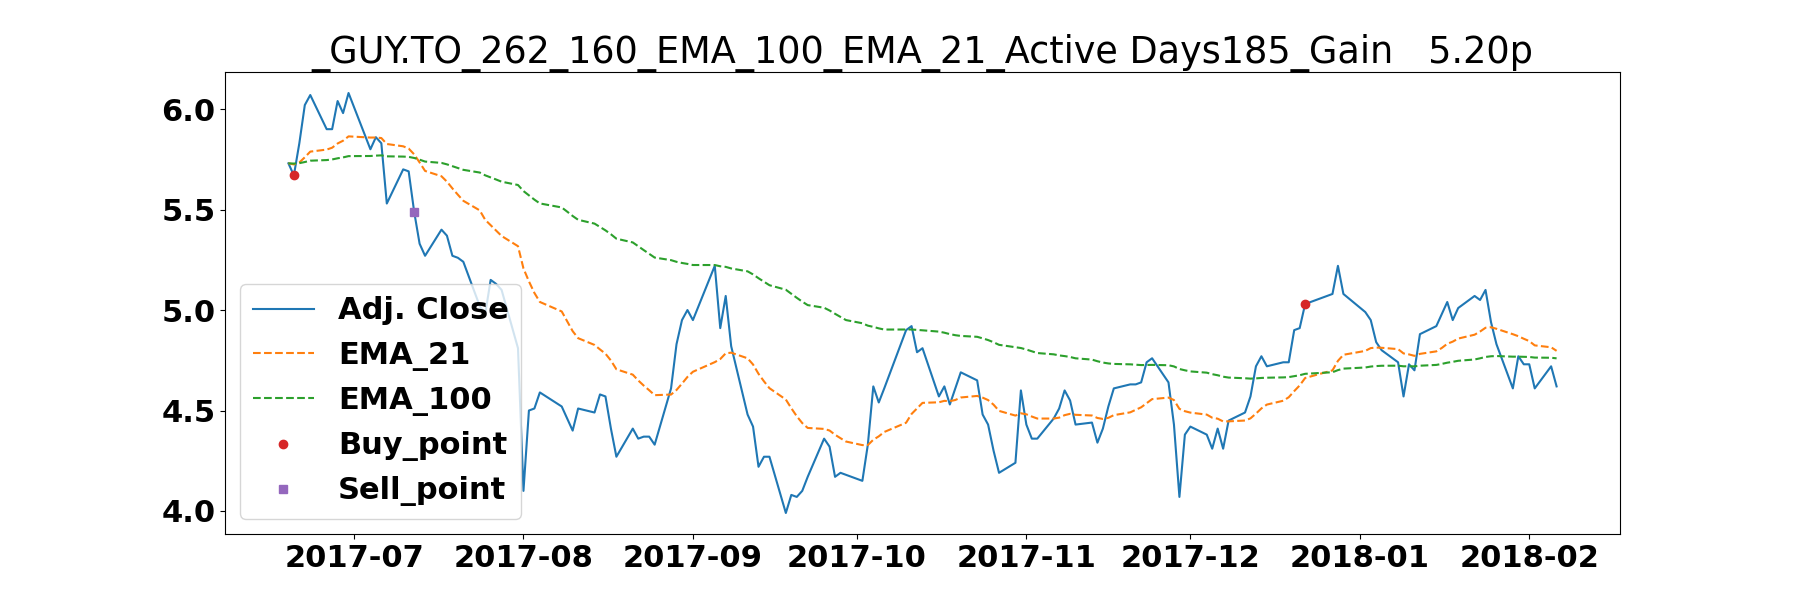 _GUY.TO_262_160_EMA_100_EMA_21_Active Days185_Gain   5.20p
6.0
5.5
5.0
4.5
4.0
Adj. Close
EMA_21
EMA_100
Buy_point
Sell_point
2017-07 2017-08 2017-09 2017-10 2017-11 2017-12 2018-01 2018-02